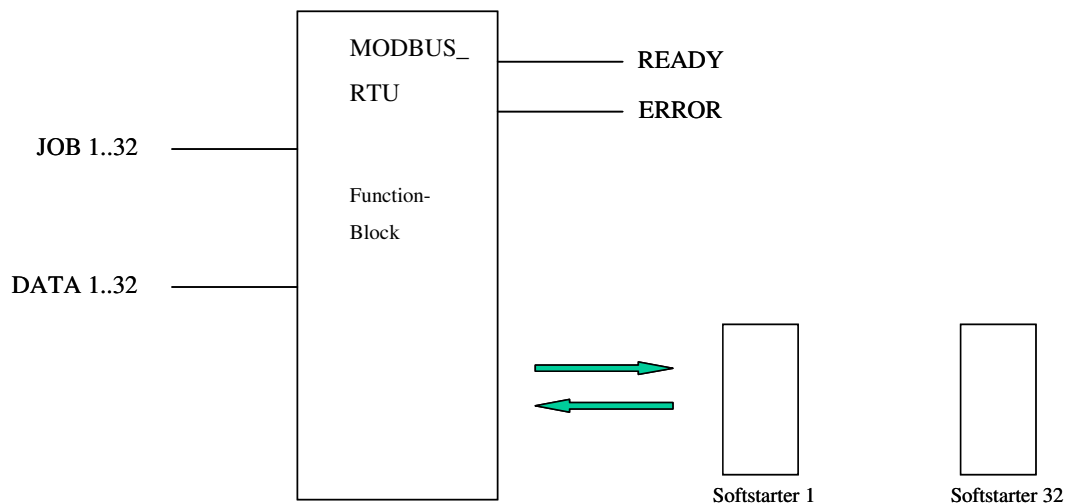 MODBUS_
RTU
READY
ERROR
JOB 1..32
Function-
Block
DATA 1..32
Softstarter 1
Softstarter 32